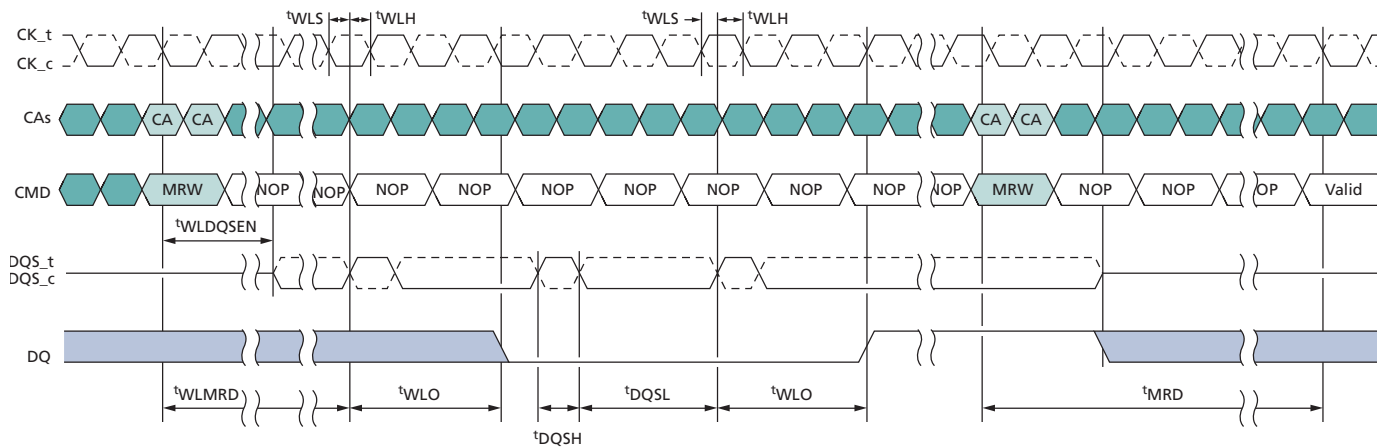 tWLS tWLH tWLS tWLH
CK_t
CK_c
CAs CA CA CA CA
CMD MRW NOP NOP NOP NOP NOP NOP NOP NOP NOP NOP MRW NOP NOP OP Valid
tWLDQSEN
DQS_t
DQS_c
DQ
tWLMRD tWLO tDQSL tWLO tMRD
tDQSH